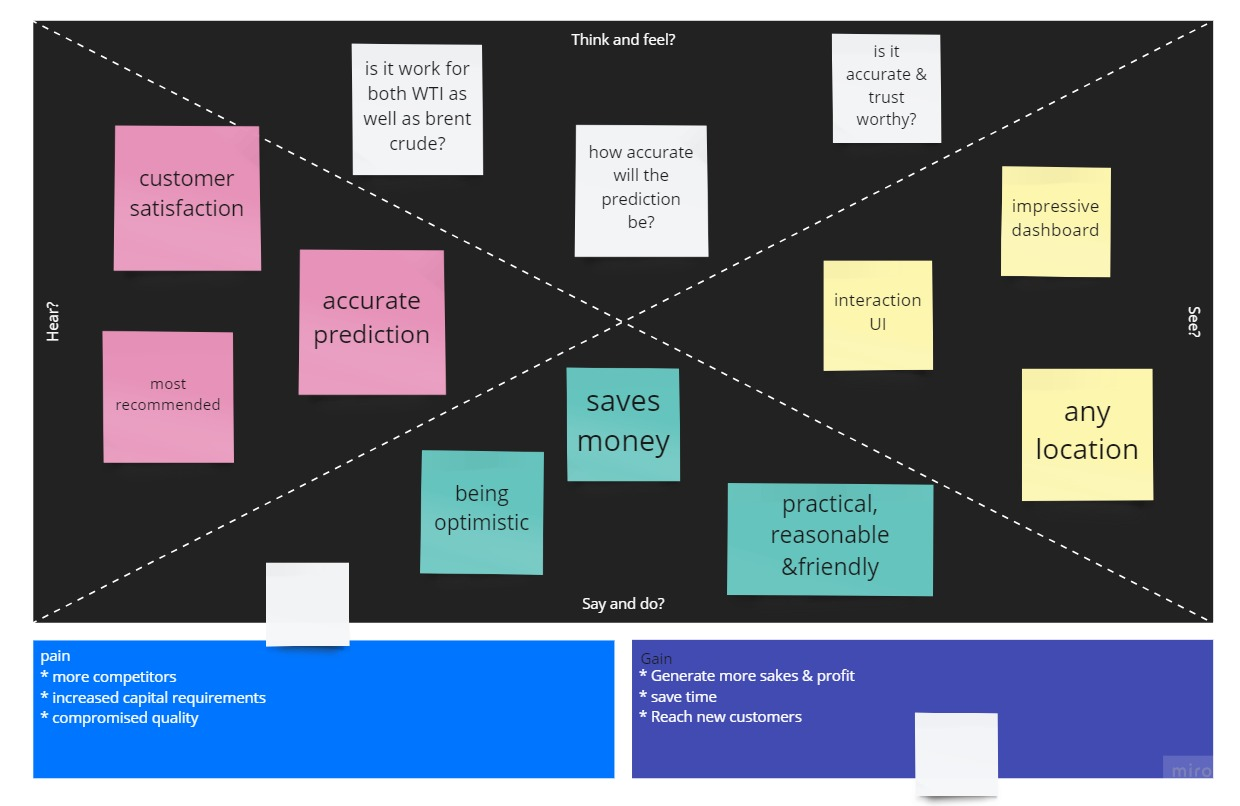 Think and feel?
is it work for
both WTI as
well as brent
crude?
is it
accurate &
trust
worthy?
how accurate
will the
prediction
be?
customer
satisfaction
accurate
prediction
most
recommended
Hear?
impressive
dashboard
interaction
UI
any
location
See?
saves
money
being
optimistic
practical,
reasonable
&friendly
Say and do?
pain
* more competitors
* increased capital requirements
* compromised quality
Gain
* Generate more sakes & profit
* save time
* Reach new customers
miro